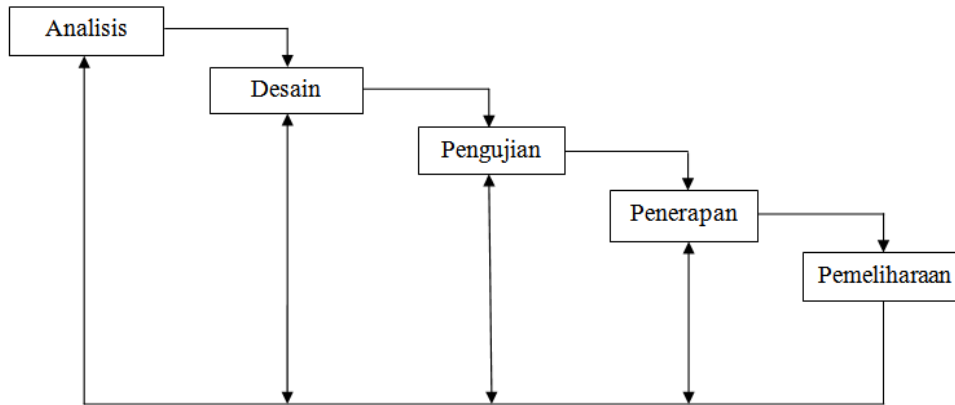 Analisis
Desain
Pengujian
Penerapan
Pemeliharaan